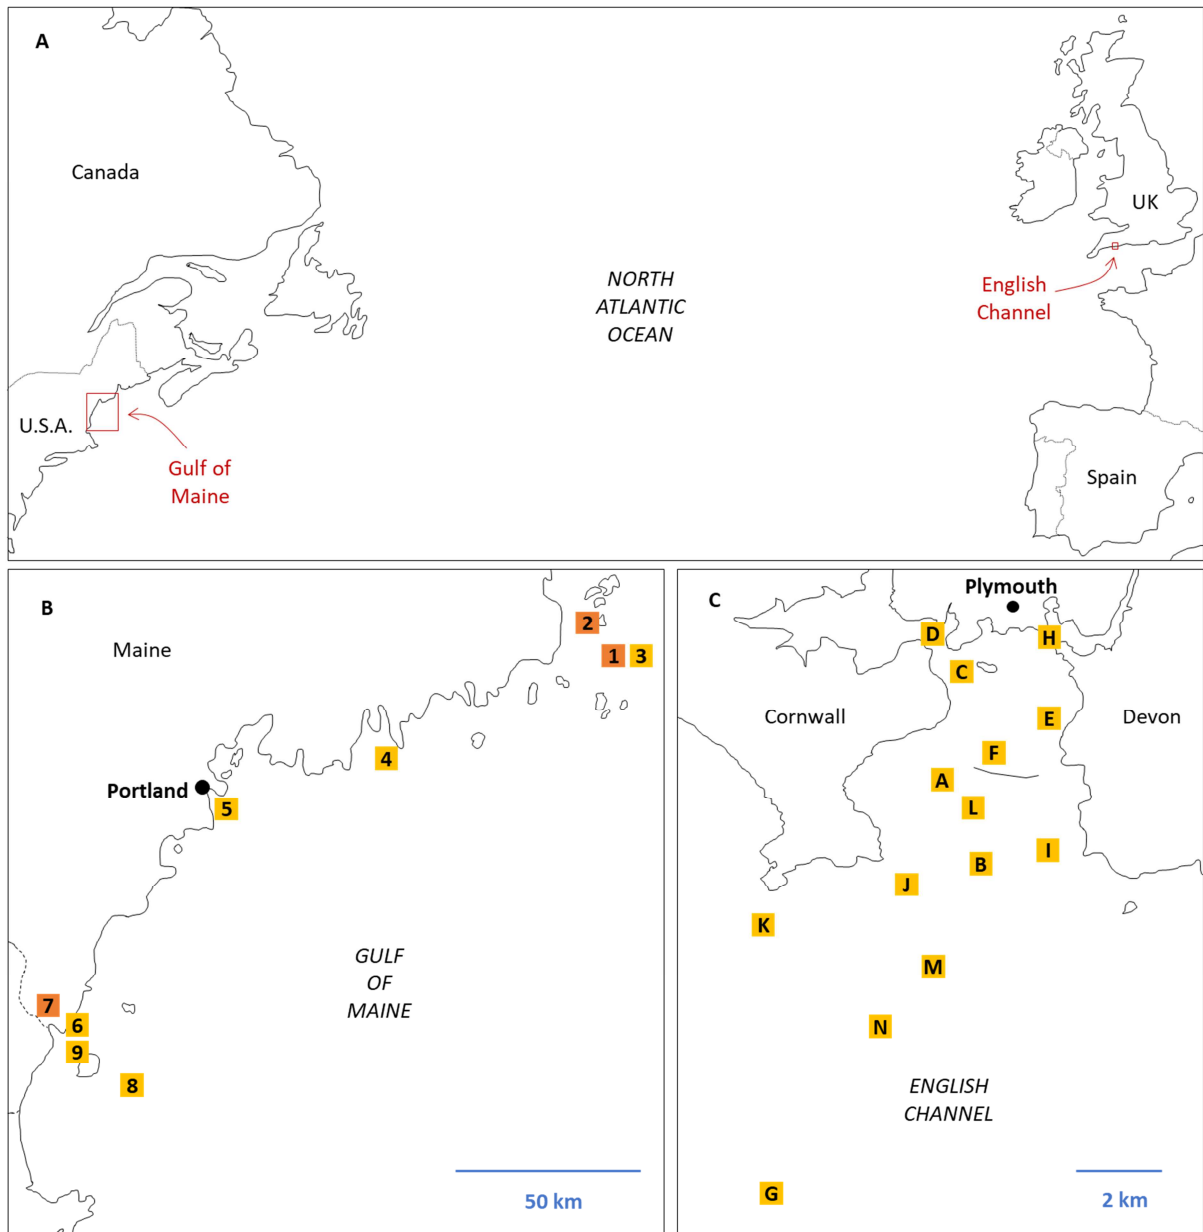 A
Canada
UK
NORTH
ATLANTIC
OCEAN
English
Channel
U.S.A.
Gulf of
Maine
Spain
B
2
1
3
Maine
4
Portland
5
GULF
OF
MAINE
7
6
9
8
50 km
C
Plymouth
D
H
C
Cornwall
E
Devon
F
A
L
I
B
J
K
M
N
ENGLISH
CHANNEL
2 km
G